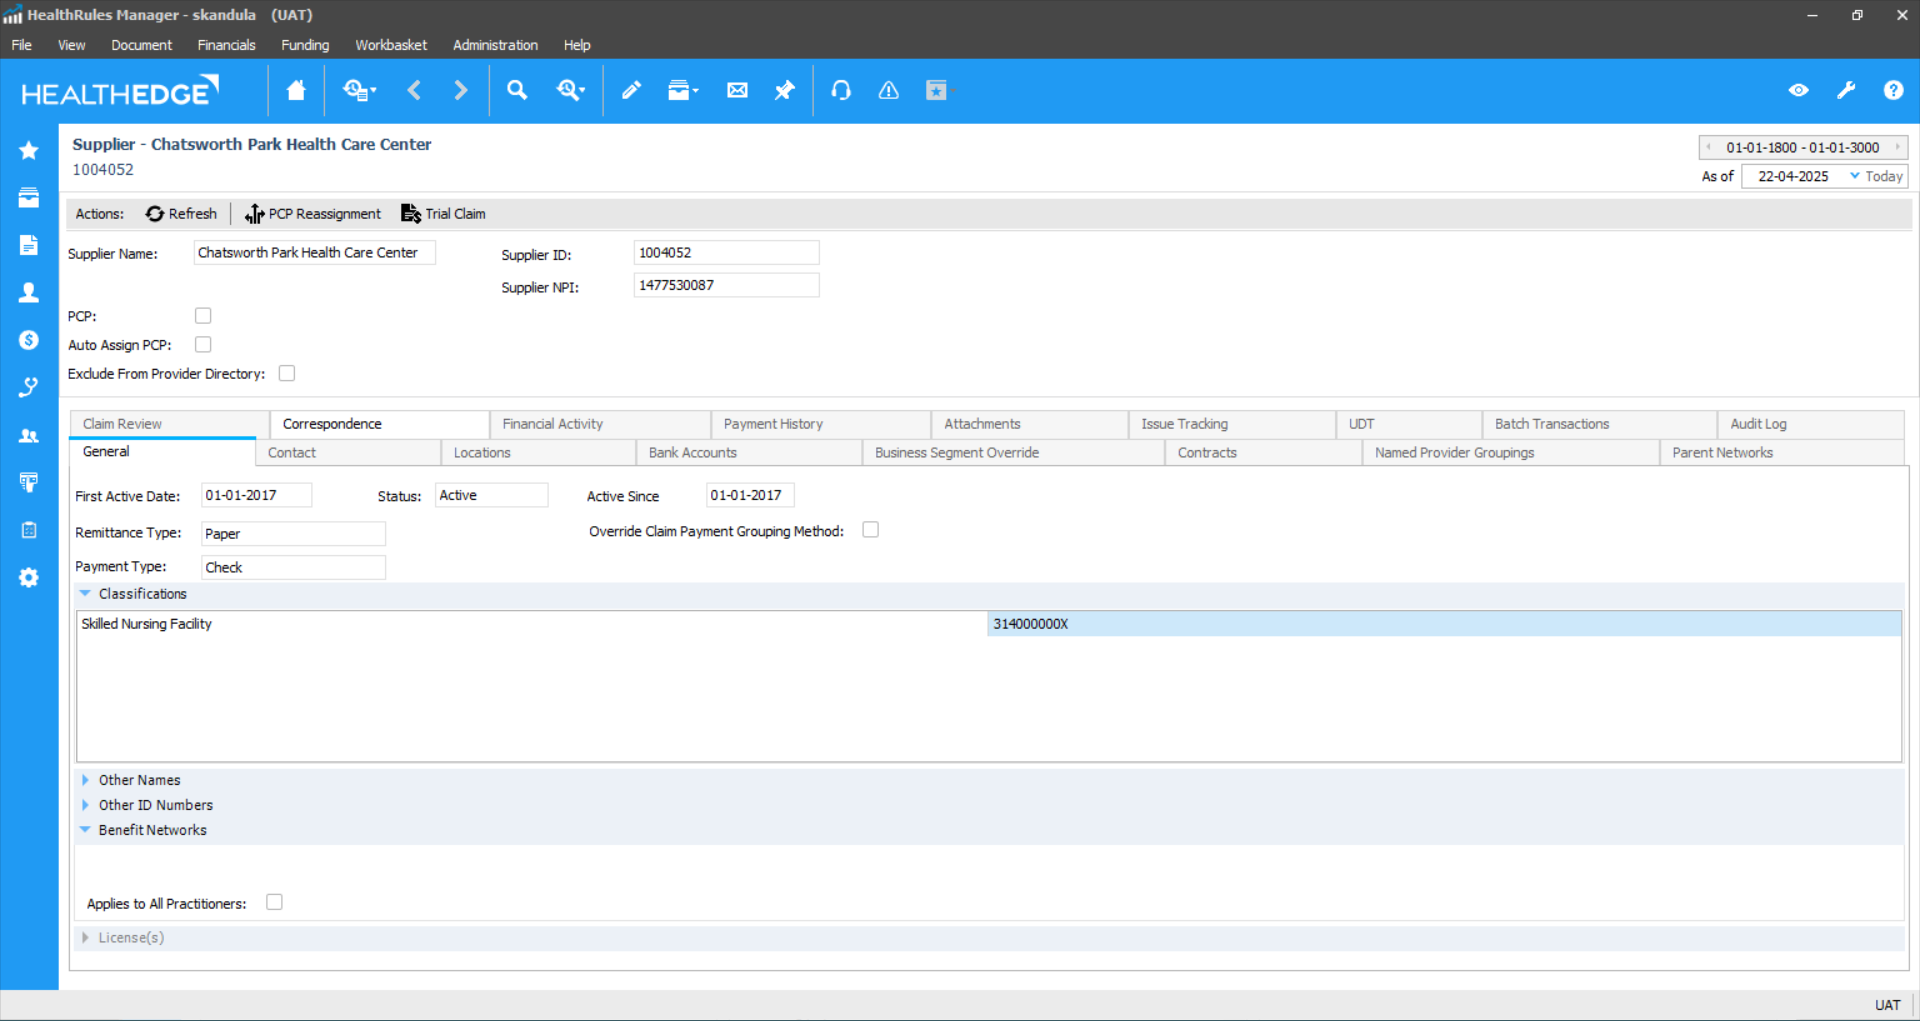 HealthRules Manager - skandula (UAT)
File View Document Financials Funding Workbasket Administration Help
HEALTHEDGE
Supplier - Chatsworth Park Health Care Center
1004052
01-01-1800 - 01-01-3000
As of 22-04-2025 Today
Actions: Refresh PCP Reassignment Trial Claim
Supplier Name: Chatsworth Park Health Care Center Supplier ID: 1004052
Supplier NPI: 1477530087
PCP:
Auto Assign PCP:
Exclude From Provider Directory:
Claim Review Correspondence Financial Activity Payment History Attachments Issue Tracking UDT Batch Transactions Audit Log
General Contact Locations Bank Accounts Business Segment Override Contracts Named Provider Groupings Parent Networks
First Active Date: 01-01-2017 Status: Active Active Since 01-01-2017
Remittance Type: Paper Override Claim Payment Grouping Method:
Payment Type: Check
Classifications
Skilled Nursing Facility 314000000X
Other Names
Other ID Numbers
Benefit Networks
Applies to All Practitioners:
License(s)
UAT